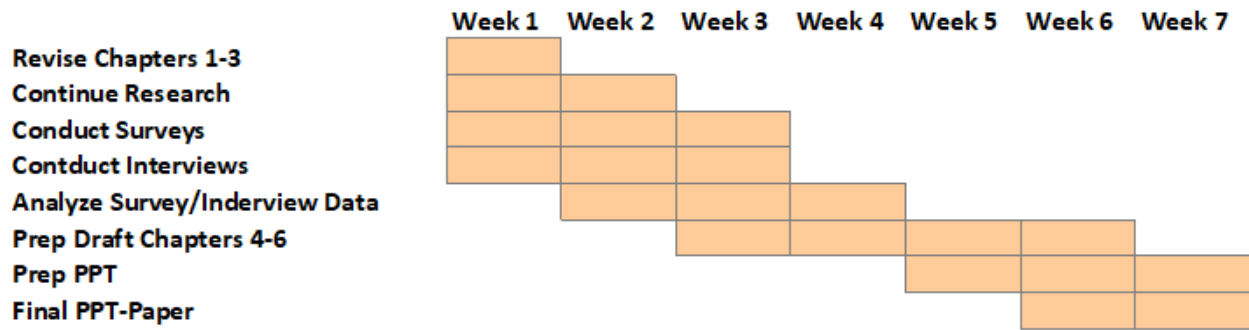 Week 1 Week 2 Week 3 Week 4 Week 5 Week 6 Week 7
Revise Chapters 1-3
Continue Research
Conduct Surveys
Contduct Interviews
Analyze Survey/Inderview Data
Prep Draft Chapters 4-6
Prep PPT
Final PPT-Paper